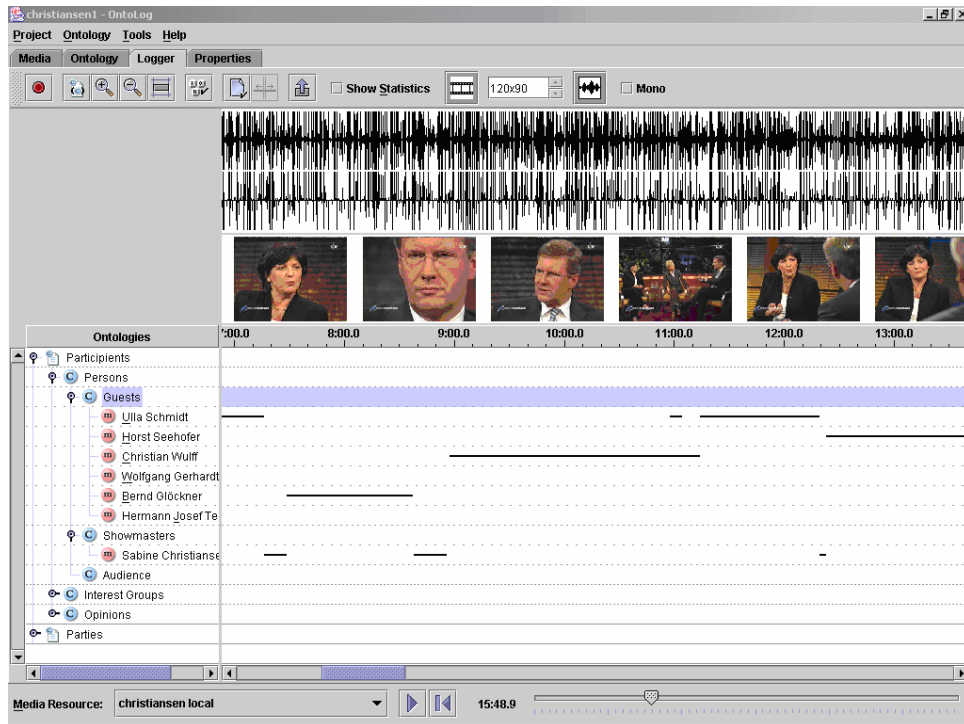 christiansen1 - OntoLog
Project Ontology Tools Help
Media Ontology Logger Properties
Show Statistics 120x90 Mono
Ontologies ':00.0 8:00.0 9:00.0 10:00.0 11:00.0 12:00.0 13:00.0
Participients
C Persons
C Guests
m Ulla Schmidt
m Horst Seehofer
m Christian Wulff
m Wolfgang Gerhardt
m Bernd Glöckner
m Hermann Josef Te
C Showmasters
m Sabine Christianse
C Audience
C Interest Groups
C Opinions
Parties
Media Resource: christiansen local 15:48.9